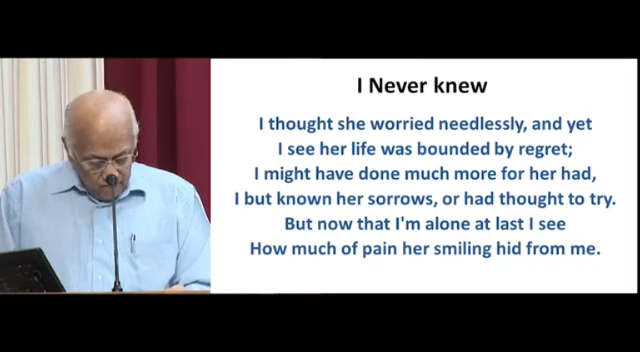 I Never knew
I thought she worried needlessly, and yet
I see her life was bounded by regret;
I might have done much more for her had,
I but known her sorrows, or had thought to try.
But now that I'm alone at last I see
How much of pain her smiling hid from me.